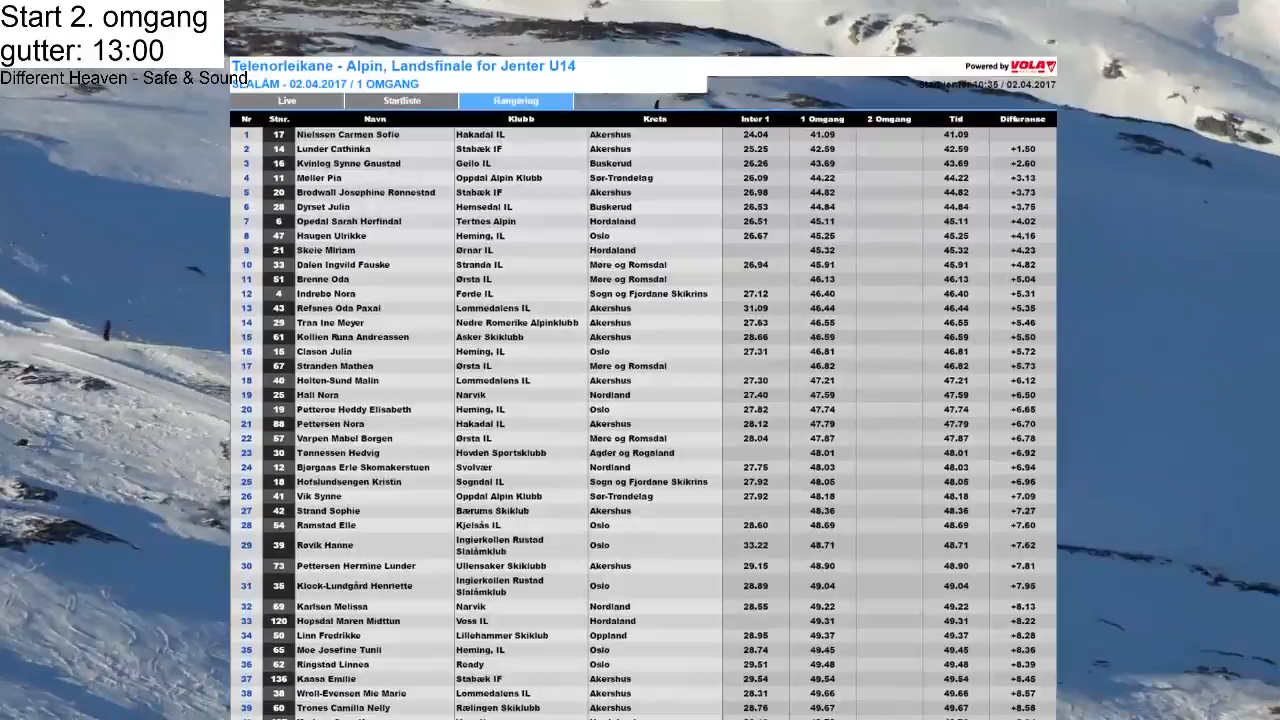 Start 2. omgang
gutter: 13:00
Different Heaven - Safe & Sound
Telenorleikane - Alpin, Landsfinale for Jenter U14
Powered by VOLA
SLALÅM - 02.04.2017 / 1 OMGANG
Start jenter 10:35 / 02.04.2017
Live Startliste Rangering
Nr Stnr. Navn Klubb Krets Inter 1 1 Omgang 2 Omgang Tid Differanse
1 17 Nielssen Carmen Sofie Hakadal IL Akershus 24.04 41.09 41.09
2 14 Lunder Cathinka Stabæk IF Akershus 25.25 42.59 42.59 +1.50
3 16 Kvinlog Synne Gaustad Geilo IL Buskerud 26.26 43.69 43.69 +2.60
4 11 Møller Pia Oppdal Alpin Klubb Sør-Trøndelag 26.09 44.22 44.22 +3.13
5 20 Brodwall Josephine Rønnestad Stabæk IF Akershus 26.98 44.82 44.82 +3.73
6 28 Dyrset Julia Hemsedal IL Buskerud 26.53 44.84 44.84 +3.75
7 6 Opedal Sarah Herfindal Tertnes Alpin Hordaland 26.51 45.11 45.11 +4.02
8 47 Haugen Ulrikke Heming, IL Oslo 26.67 45.25 45.25 +4.16
9 21 Skeie Miriam Ørnar IL Hordaland 45.32 45.32 +4.23
10 33 Dalen Ingvild Fauske Stranda IL Møre og Romsdal 26.94 45.91 45.91 +4.82
11 51 Brenne Oda Ørsta IL Møre og Romsdal 46.13 46.13 +5.04
12 4 Indrebø Nora Førde IL Sogn og Fjordane Skikrins 27.12 46.40 46.40 +5.31
13 43 Refsnes Oda Paxal Lommedalens IL Akershus 31.09 46.44 46.44 +5.35
14 29 Traa Ine Meyer Nedre Romerike Alpinklubb Akershus 27.63 46.55 46.55 +5.46
15 61 Kollien Runa Andreassen Asker Skiklubb Akershus 28.66 46.59 46.59 +5.50
16 15 Clason Julia Heming, IL Oslo 27.31 46.81 46.81 +5.72
17 67 Stranden Mathea Ørsta IL Møre og Romsdal 46.82 46.82 +5.73
18 40 Holten-Sund Malin Lommedalens IL Akershus 27.30 47.21 47.21 +6.12
19 25 Hall Nora Narvik Nordland 27.40 47.59 47.59 +6.50
20 19 Petterøe Heddy Elisabeth Heming, IL Oslo 27.82 47.74 47.74 +6.65
21 88 Pettersen Nora Hakadal IL Akershus 28.12 47.79 47.79 +6.70
22 57 Varpen Mabel Borgen Ørsta IL Møre og Romsdal 28.04 47.87 47.87 +6.78
23 30 Tønnessen Hedvig Hovden Sportsklubb Agder og Rogaland 48.01 48.01 +6.92
24 12 Bjørgaas Erle Skomakerstuen Svolvær Nordland 27.75 48.03 48.03 +6.94
25 18 Hofslundsengen Kristin Sogndal IL Sogn og Fjordane Skikrins 27.92 48.05 48.05 +6.96
26 41 Vik Synne Oppdal Alpin Klubb Sør-Trøndelag 27.92 48.18 48.18 +7.09
27 42 Strand Sophie Bærums Skiklub Akershus 48.36 48.36 +7.27
28 54 Ramstad Elle Kjelsås IL Oslo 28.60 48.69 48.69 +7.60
29 39 Røvik Hanne Ingierkollen Rustad Slalåmklub Oslo 33.22 48.71 48.71 +7.62
30 73 Pettersen Hermine Lunder Ullensaker Skiklubb Akershus 29.15 48.90 48.90 +7.81
31 35 Klock-Lundgård Henriette Ingierkollen Rustad Slalåmklub Oslo 28.89 49.04 49.04 +7.95
32 69 Karlsen Melissa Narvik Nordland 28.55 49.22 49.22 +8.13
33 120 Hopsdal Maren Midttun Voss IL Hordaland 49.31 49.31 +8.22
34 50 Linn Fredrikke Lillehammer Skiklub Oppland 28.95 49.37 49.37 +8.28
35 65 Moe Josefine Tunli Heming, IL Oslo 28.74 49.45 49.45 +8.36
36 62 Ringstad Linnea Ready Oslo 29.51 49.48 49.48 +8.39
37 136 Kaasa Emilie Stabæk IF Akershus 29.54 49.54 49.54 +8.45
38 38 Wroll-Evensen Mie Marie Lommedalens IL Akershus 28.31 49.66 49.66 +8.57
39 60 Trones Camilla Nelly Rælingen Skiklubb Akershus 28.76 49.67 49.67 +8.58